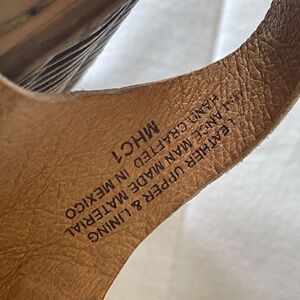 LEATHER UPPER & LINING
BALANCE MAN MADE MATERIAL
HAND CRAFTED IN MEXICO
MHC1